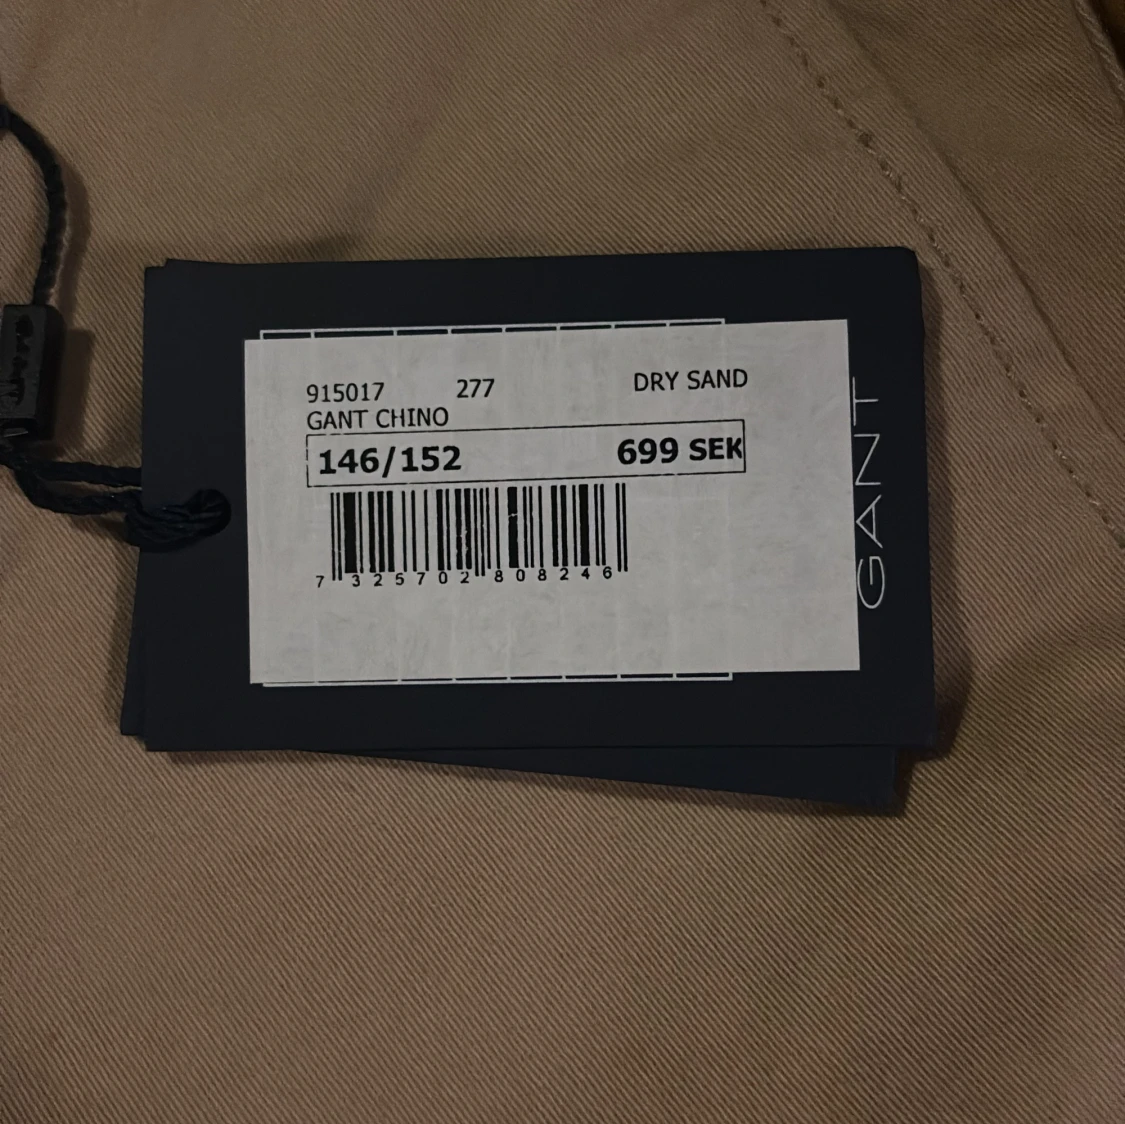 915017 277 DRY SAND
GANT CHINO
146/152 699 SEK
7 325702 808246
GANT